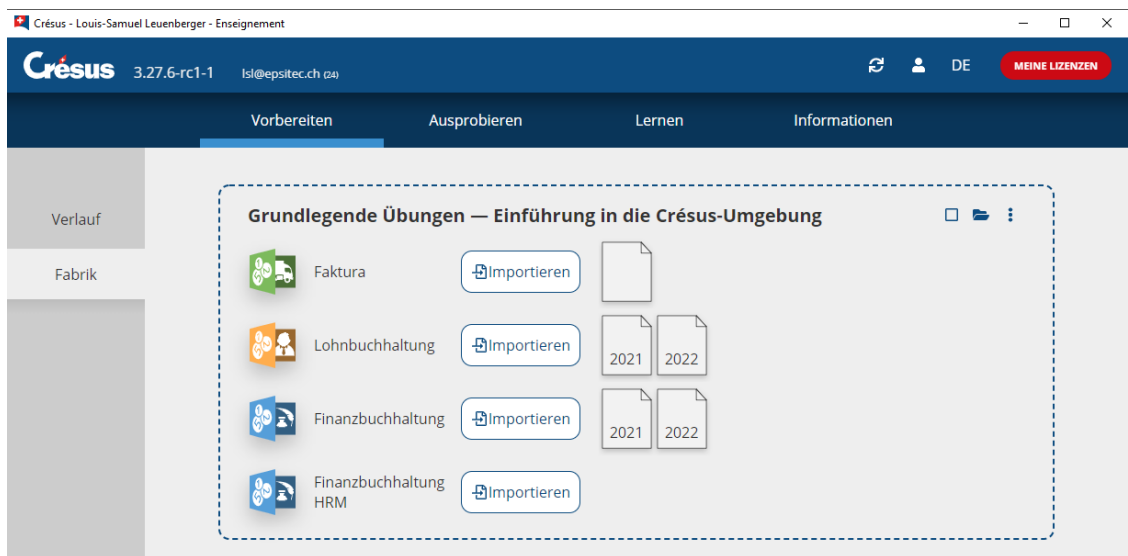 Crésus - Louis-Samuel Leuenberger - Enseignement
Crésus 3.27.6-rc1-1 lsl@epsitec.ch (24) DE MEINE LIZENZEN
Vorbereiten Ausprobieren Lernen Informationen
Verlauf
Fabrik
Grundlegende Übungen — Einführung in die Crésus-Umgebung
Faktura Importieren
Lohnbuchhaltung Importieren 2021 2022
Finanzbuchhaltung Importieren 2021 2022
Finanzbuchhaltung
HRM Importieren